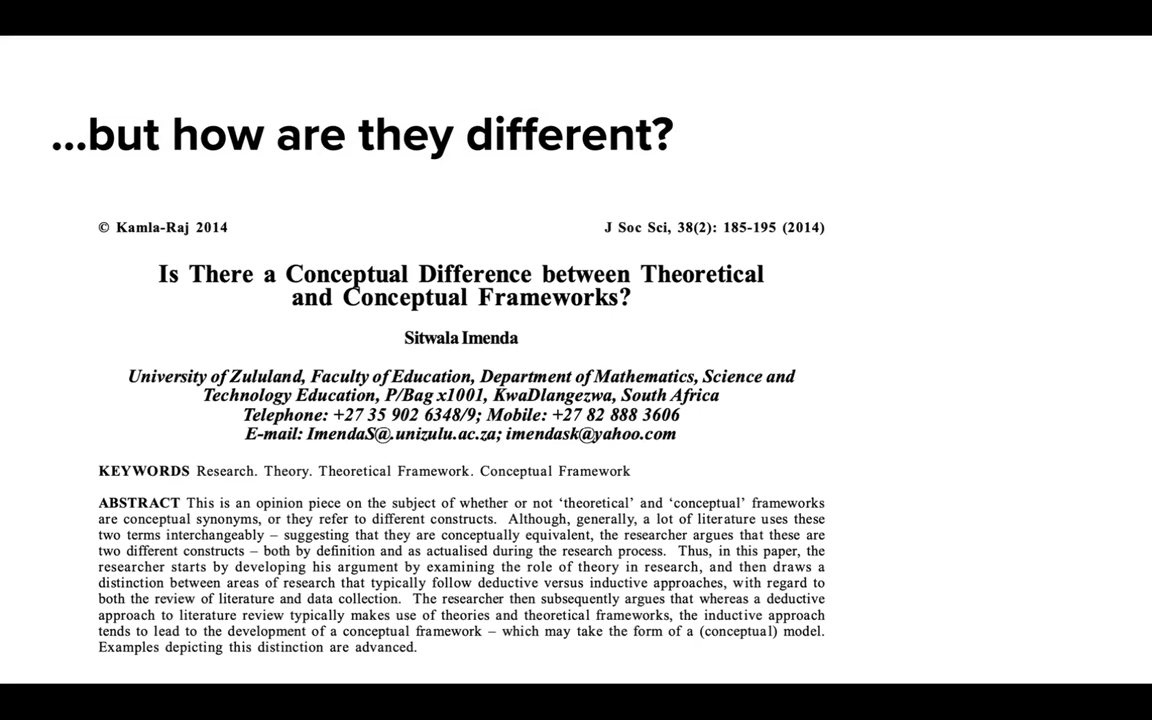 ...but how are they different?
© Kamla-Raj 2014
J Soc Sci, 38(2): 185-195 (2014)
Is There a Conceptual Difference between Theoretical
and Conceptual Frameworks?
Sitwala Imenda
University of Zululand, Faculty of Education, Department of Mathematics, Science and
Technology Education, P/Bag x1001, KwaDlangezwa, South Africa
Telephone: +27 35 902 6348/9; Mobile: +27 82 888 3606
E-mail: ImendaS@.unizulu.ac.za; imendask@yahoo.com
KEYWORDS Research. Theory. Theoretical Framework. Conceptual Framework
ABSTRACT This is an opinion piece on the subject of whether or not ‘theoretical’ and ‘conceptual’ frameworks
are conceptual synonyms, or they refer to different constructs. Although, generally, a lot of literature uses these
two terms interchangeably – suggesting that they are conceptually equivalent, the researcher argues that these are
two different constructs – both by definition and as actualised during the research process. Thus, in this paper, the
researcher starts by developing his argument by examining the role of theory in research, and then draws a
distinction between areas of research that typically follow deductive versus inductive approaches, with regard to
both the review of literature and data collection. The researcher then subsequently argues that whereas a deductive
approach to literature review typically makes use of theories and theoretical frameworks, the inductive approach
tends to lead to the development of a conceptual framework – which may take the form of a (conceptual) model.
Examples depicting this distinction are advanced.